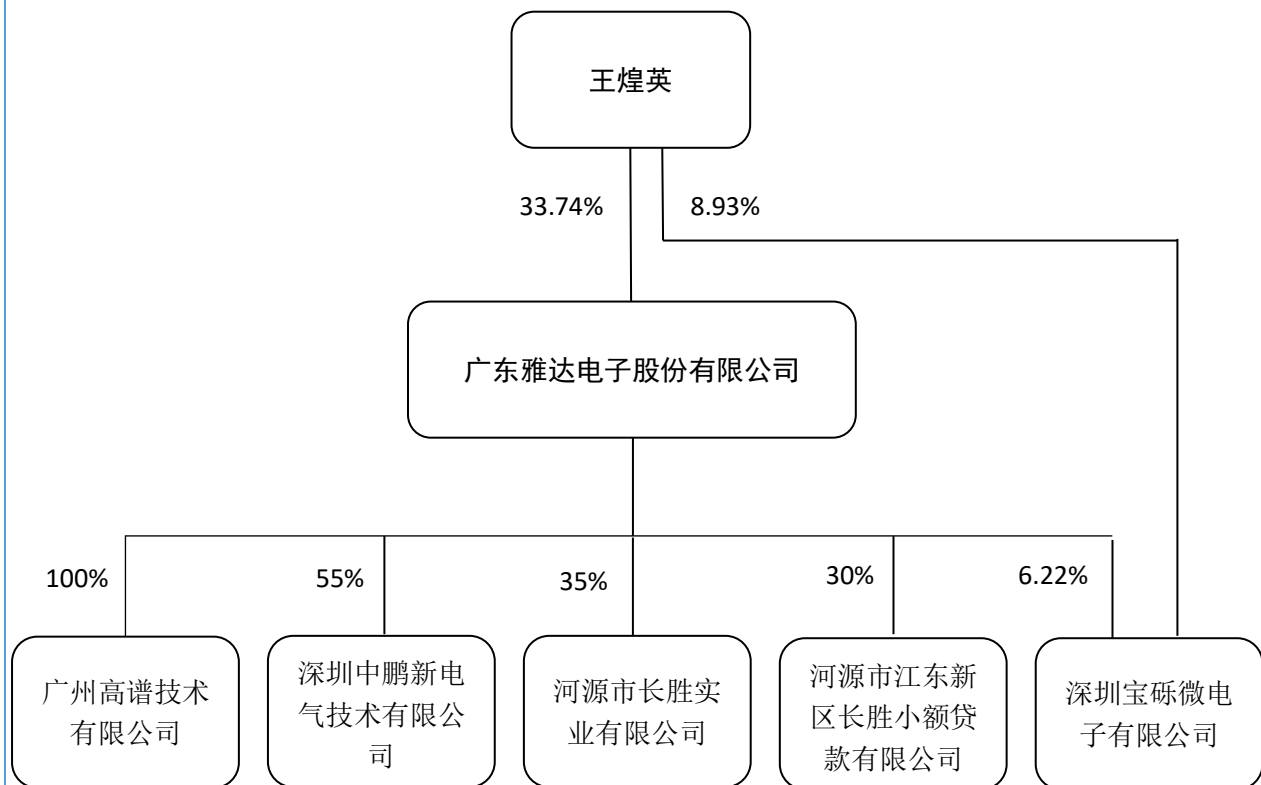 王煌英
33.74%
8.93%
广东雅达电子股份有限公司
100%
55%
35%
30%
6.22%
广州高谱技术
有限公司
深圳中鹏新电
气技术有限公
司
河源市长胜实
业有限公司
河源市江东新
区长胜小额贷
款有限公司
深圳宝砾微电
子有限公司